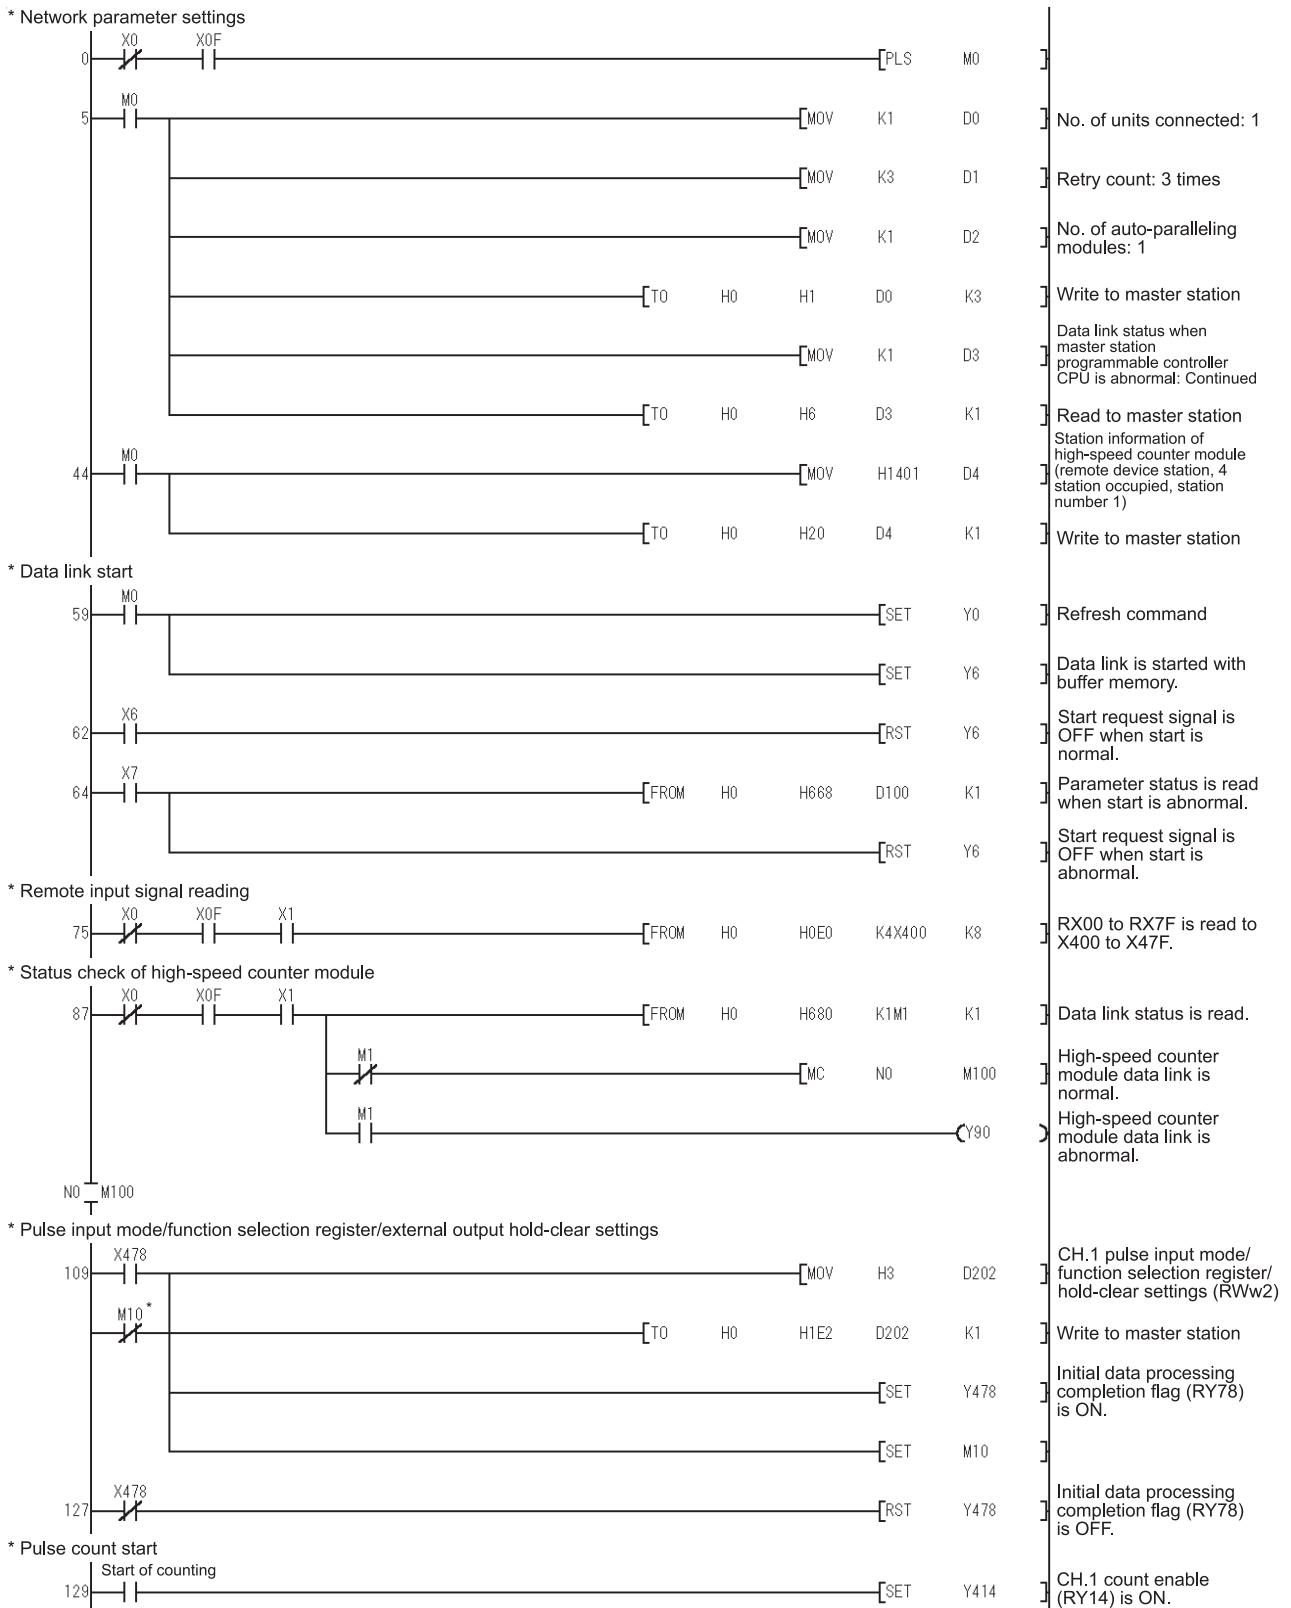 * Network parameter settings
X0 X0F
0 PLS M0
M0
5 MOV K1 D0 No. of units connected: 1
MOV K3 D1 Retry count: 3 times
MOV K1 D2 No. of auto-paralleling
modules: 1
TO H0 H1 D0 K3 Write to master station
Data link status when
master station
MOV K1 D3 programmable controller
CPU is abnormal: Continued
TO H0 H6 D3 K1 Read to master station
Station information of
M0 high-speed counter module
44 MOV H1401 D4 (remote device station, 4
station occupied, station
number 1)
TO H0 H20 D4 K1 Write to master station
* Data link start
M0
59 SET Y0 Refresh command
SET Y6 Data link is started with
buffer memory.
X6 Start request signal is
62 RST Y6 OFF when start is
normal.
X7
64 FROM H0 H668 D100 K1 Parameter status is read
when start is abnormal.
Start request signal is
RST Y6 OFF when start is
abnormal.
* Remote input signal reading
X0 X0F X1
75 FROM H0 H0E0 K4X400 K8 RX00 to RX7F is read to
X400 to X47F.
* Status check of high-speed counter module
X0 X0F X1
87 FROM H0 H680 K1M1 K1 Data link status is read.
M1 High-speed counter
MC N0 M100 module data link is
normal.
M1 High-speed counter
Y90 module data link is
abnormal.
N0 M100
* Pulse input mode/function selection register/external output hold-clear settings
X478 CH.1 pulse input mode/
109 MOV H3 D202 function selection register/
hold-clear settings (RWw2)
M10 *
TO H0 H1E2 D202 K1 Write to master station
Initial data processing
SET Y478 completion flag (RY78)
is ON.
SET M10
X478 Initial data processing
127 RST Y478 completion flag (RY78)
is OFF.
* Pulse count start
Start of counting
129 SET Y414 CH.1 count enable
(RY14) is ON.